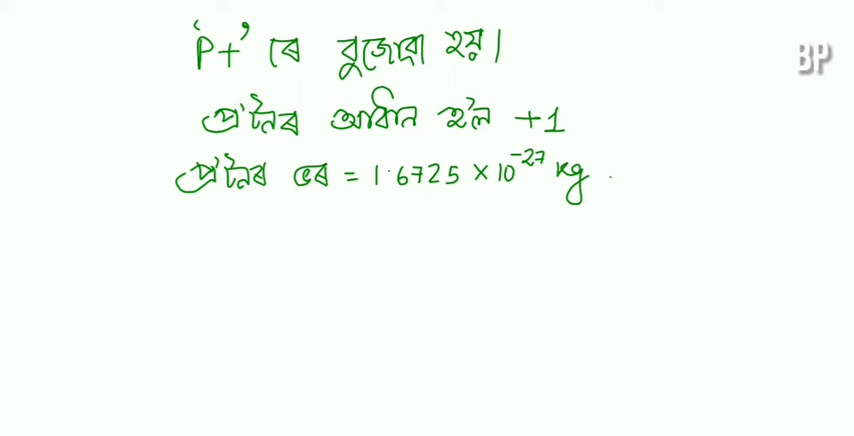 BP
‘P+’ ৰে বুজোৱা হয়।
প্ৰ'টনৰ আধান হ'ল +1
প্ৰ'টনৰ ভৰ = 1.6725 × 10⁻²⁷ kg .